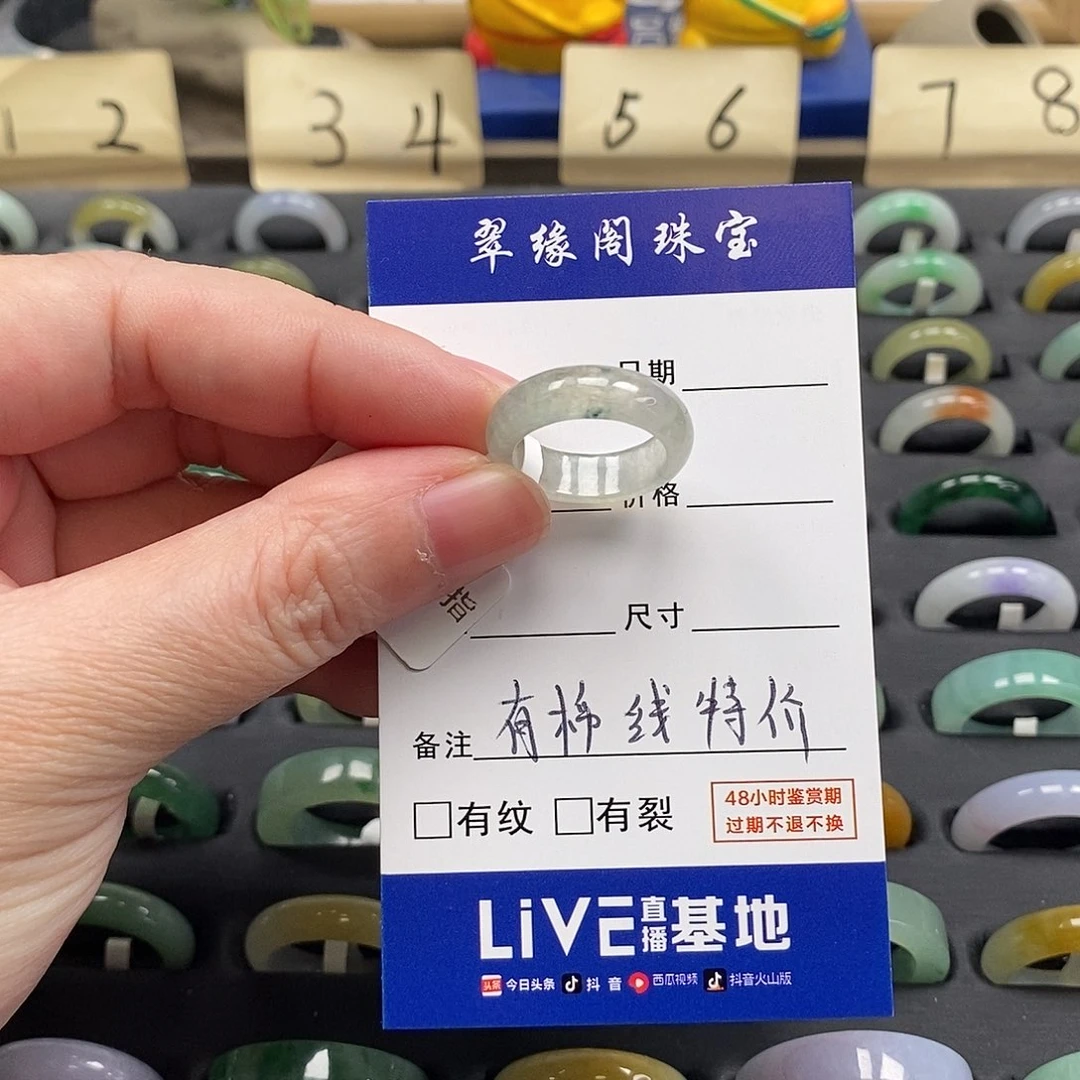 1 2
3 4
5 6
7 8
翠缘阁珠宝
日期
价格
指
尺寸
备注 有棉线特价
有纹 有裂
48小时鉴赏期
过期不退不换
LiVE直播基地
头条 今日头条 抖音 西瓜视频 抖音火山版